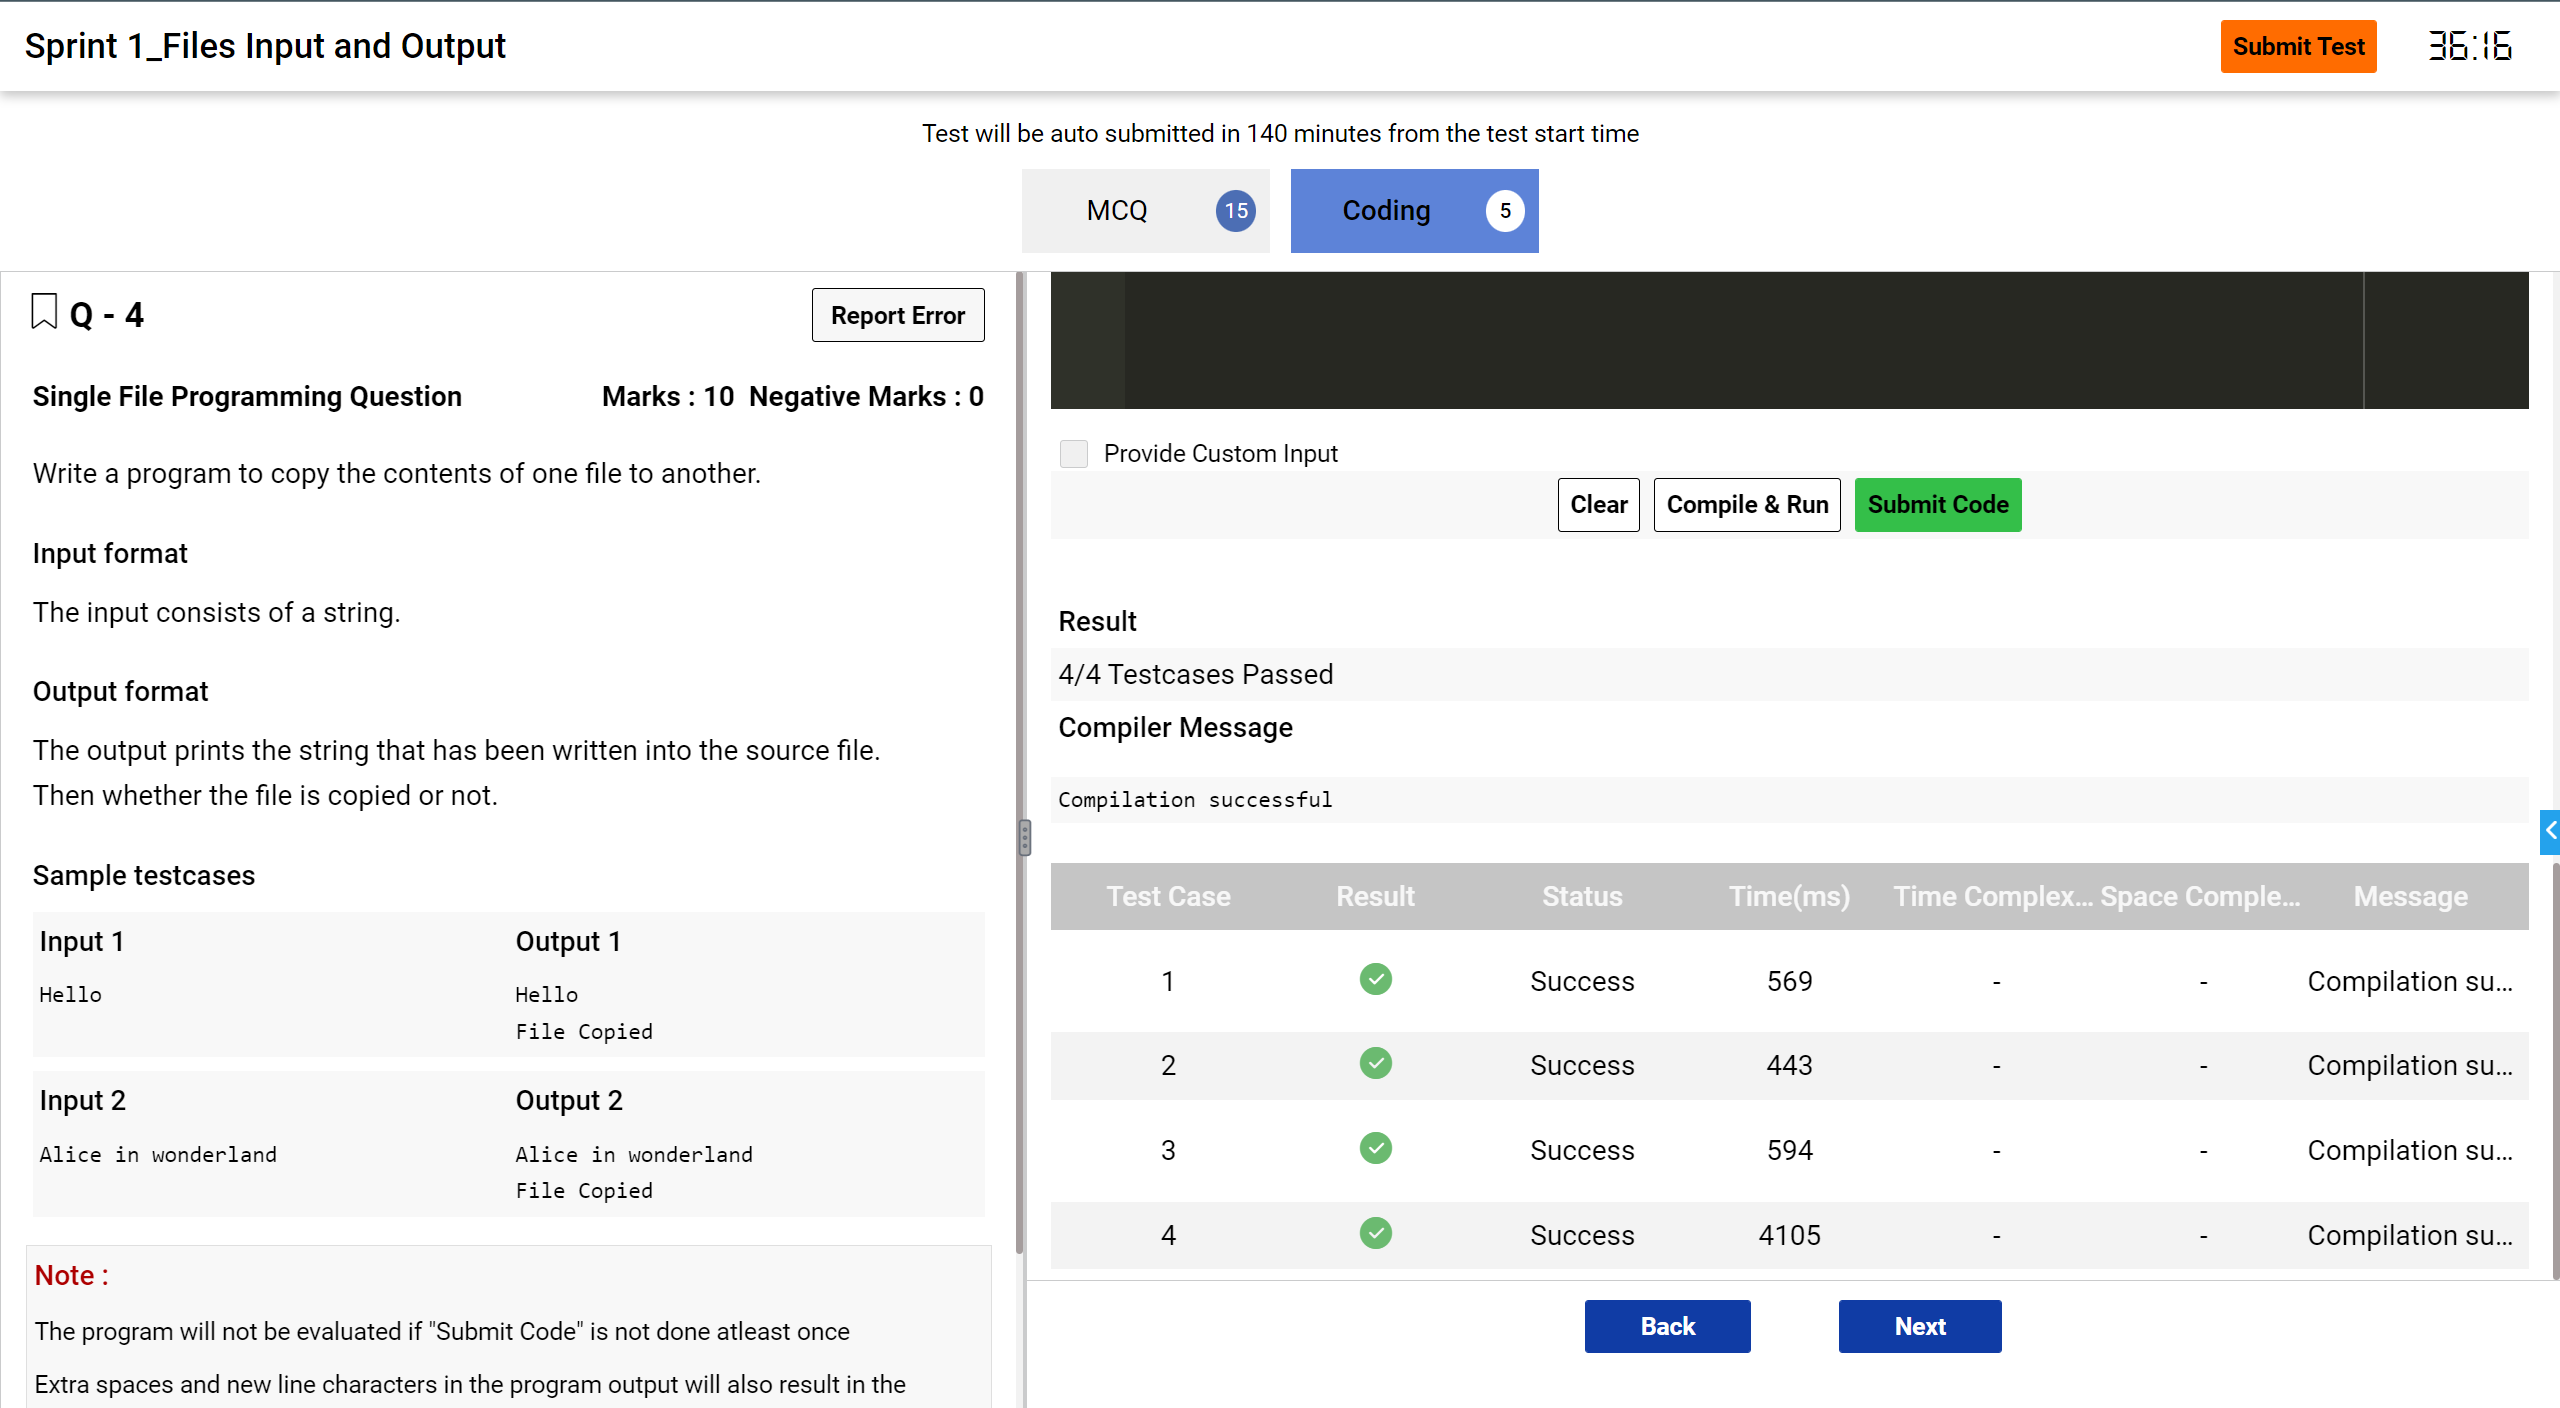 Sprint 1_Files Input and Output
Submit Test
36:16
Test will be auto submitted in 140 minutes from the test start time
MCQ 15
Coding 5
Q - 4
Report Error
Single File Programming Question
Marks : 10 Negative Marks : 0
Write a program to copy the contents of one file to another.
Input format
The input consists of a string.
Output format
The output prints the string that has been written into the source file.
Then whether the file is copied or not.
Sample testcases
Input 1
Hello
Output 1
Hello
File Copied
Input 2
Alice in wonderland
Output 2
Alice in wonderland
File Copied
Note :
The program will not be evaluated if "Submit Code" is not done atleast once
Extra spaces and new line characters in the program output will also result in the
Provide Custom Input
Clear
Compile & Run
Submit Code
Result
4/4 Testcases Passed
Compiler Message
Compilation successful
Test Case Result Status Time(ms) Time Complex... Space Comple... Message
1 Success 569 - - Compilation su...
2 Success 443 - - Compilation su...
3 Success 594 - - Compilation su...
4 Success 4105 - - Compilation su...
Back
Next